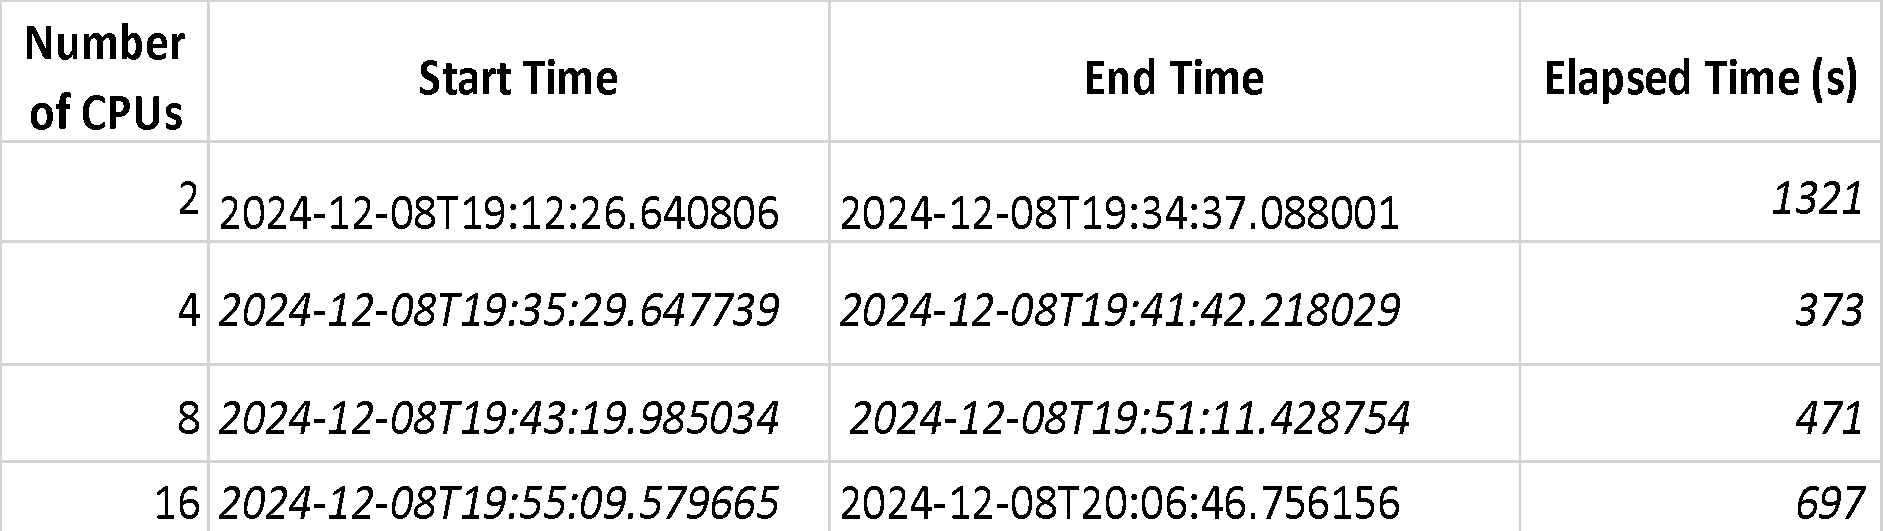 Number of CPUs Start Time End Time Elapsed Time (s)
2 2024-12-08T19:12:26.640806 2024-12-08T19:34:37.088001 1321
4 2024-12-08T19:35:29.647739 2024-12-08T19:41:42.218029 373
8 2024-12-08T19:43:19.985034 2024-12-08T19:51:11.428754 471
16 2024-12-08T19:55:09.579665 2024-12-08T20:06:46.756156 697